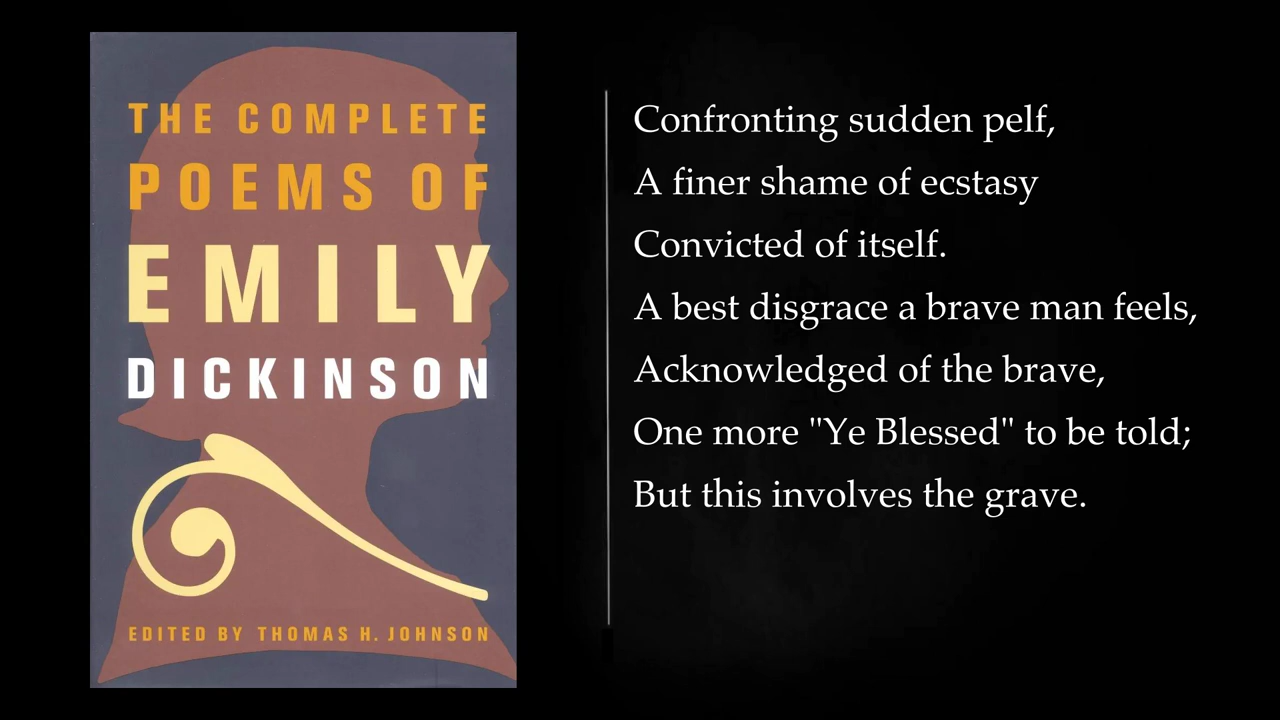 THE COMPLETE
POEMS OF
EMILY
DICKINSON
EDITED BY THOMAS H. JOHNSON
Confronting sudden pelf,
A finer shame of ecstasy
Convicted of itself.
A best disgrace a brave man feels,
Acknowledged of the brave,
One more "Ye Blessed" to be told;
But this involves the grave.